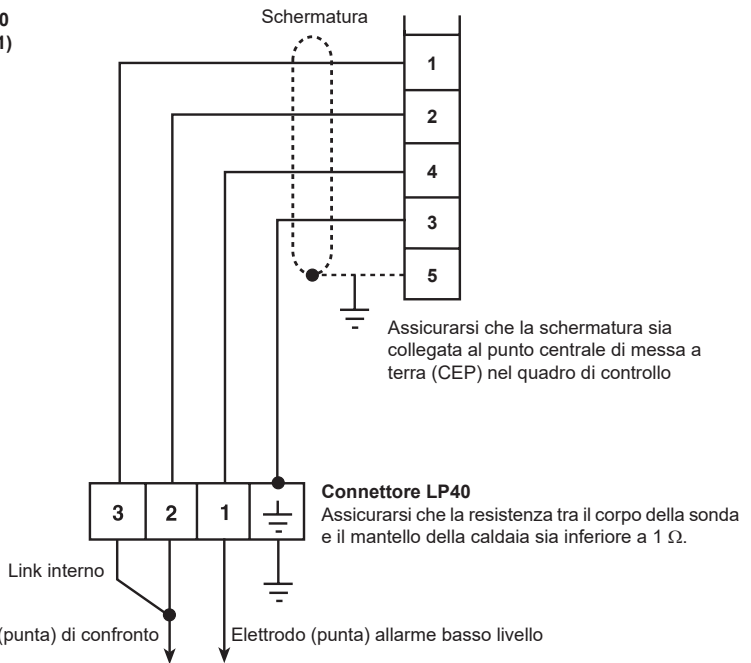 0
1)
Schermatura
1
2
4
3
5
Assicurarsi che la schermatura sia
collegata al punto centrale di messa a
terra (CEP) nel quadro di controllo
3
2
1
Connettore LP40
Assicurarsi che la resistenza tra il corpo della sonda
e il mantello della caldaia sia inferiore a 1 Ω.
Link interno
(punta) di confronto
Elettrodo (punta) allarme basso livello